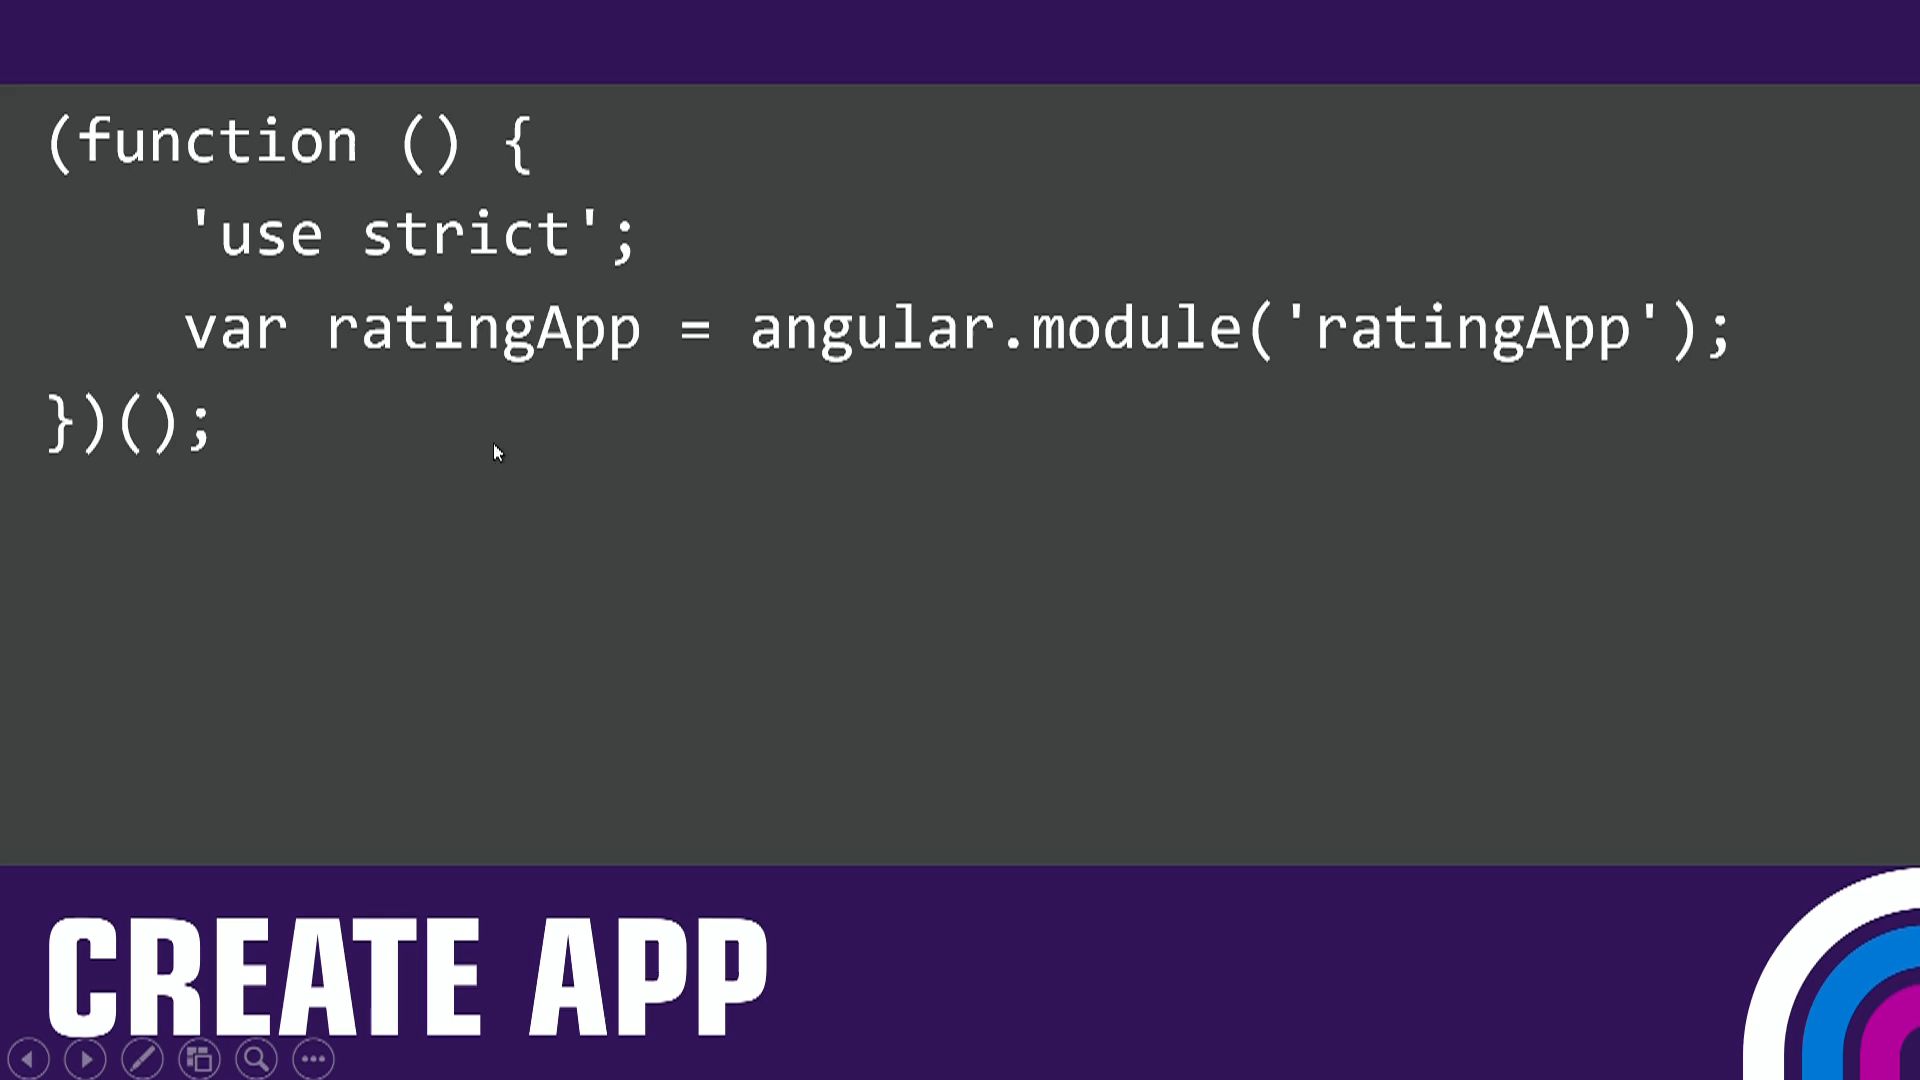 (function () {
    'use strict';
    var ratingApp = angular.module('ratingApp');
})();
CREATE APP